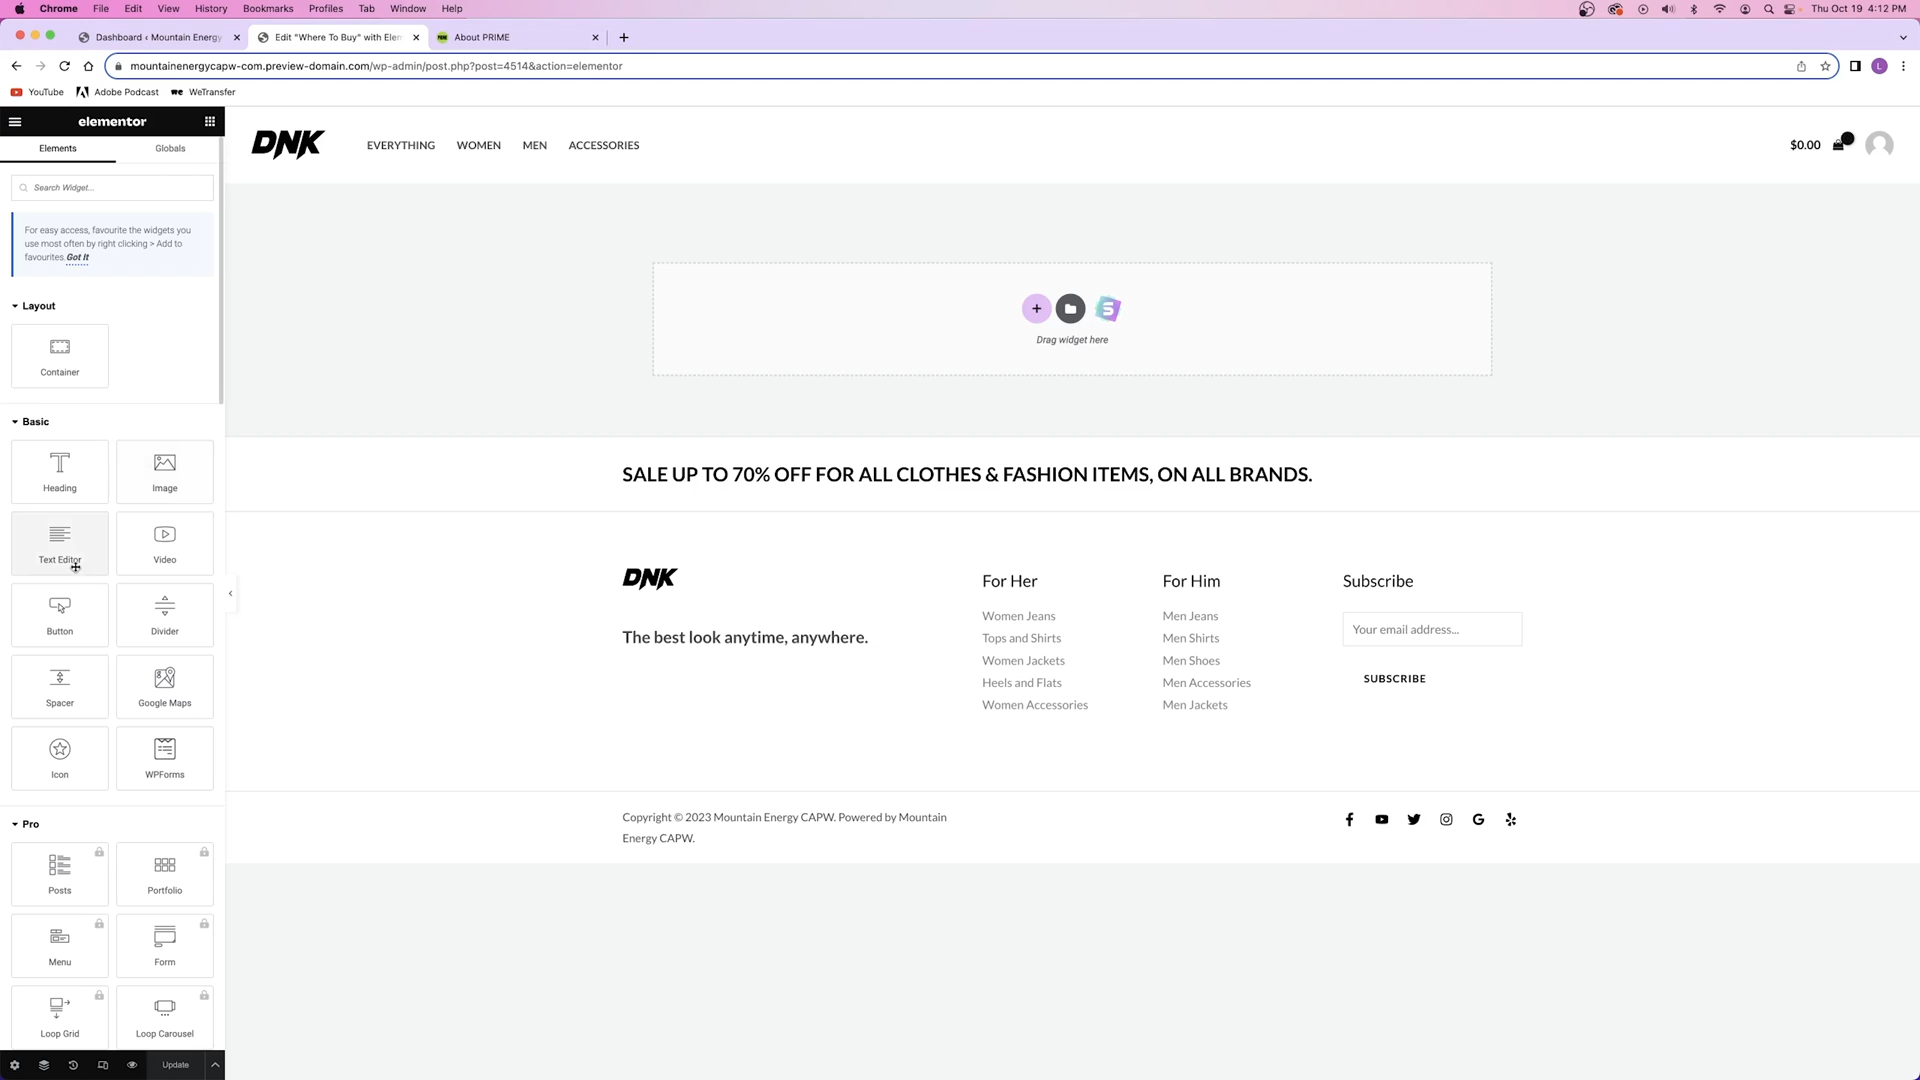 Chrome File Edit View History Bookmarks Profiles Tab Window Help Thu Oct 19 4:12 PM
Dashboard ‹ Mountain Energy Edit "Where To Buy" with Elem About PRIME
mountainenergycapw-com.preview-domain.com/wp-admin/post.php?post=4514&action=elementor
YouTube Adobe Podcast WeTransfer
elementor
Elements Globals
Search Widget...
For easy access, favourite the widgets you
use most often by right clicking > Add to
favourites. Got It
Layout
Container
Basic
Heading Image
Text Editor Video
Button Divider
Spacer Google Maps
Icon WPForms
Pro
Posts Portfolio
Menu Form
Loop Grid Loop Carousel
Update
DNK EVERYTHING WOMEN MEN ACCESSORIES $0.00
Drag widget here
SALE UP TO 70% OFF FOR ALL CLOTHES & FASHION ITEMS, ON ALL BRANDS.
DNK
The best look anytime, anywhere.
For Her
Women Jeans
Tops and Shirts
Women Jackets
Heels and Flats
Women Accessories
For Him
Men Jeans
Men Shirts
Men Shoes
Men Accessories
Men Jackets
Subscribe
Your email address...
SUBSCRIBE
Copyright © 2023 Mountain Energy CAPW. Powered by Mountain
Energy CAPW.